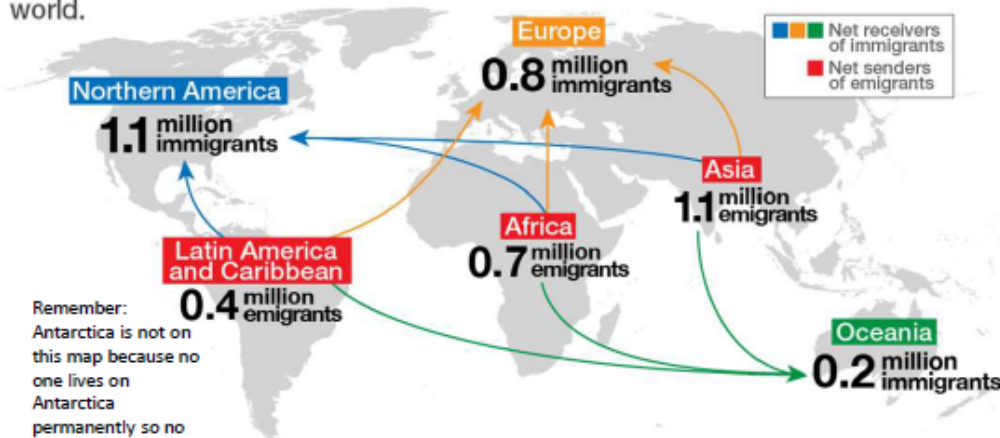 world.
Europe
0.8 million
immigrants
Net receivers
of immigrants
Net senders
of emigrants
Northern America
1.1 million
immigrants
Asia
1.1 million
emigrants
Africa
0.7 million
emigrants
Latin America
and Caribbean
0.4 million
emigrants
Remember:
Antarctica is not on
this map because no
one lives on
Antarctica
permanently so no
Oceania
0.2 million
immigrants